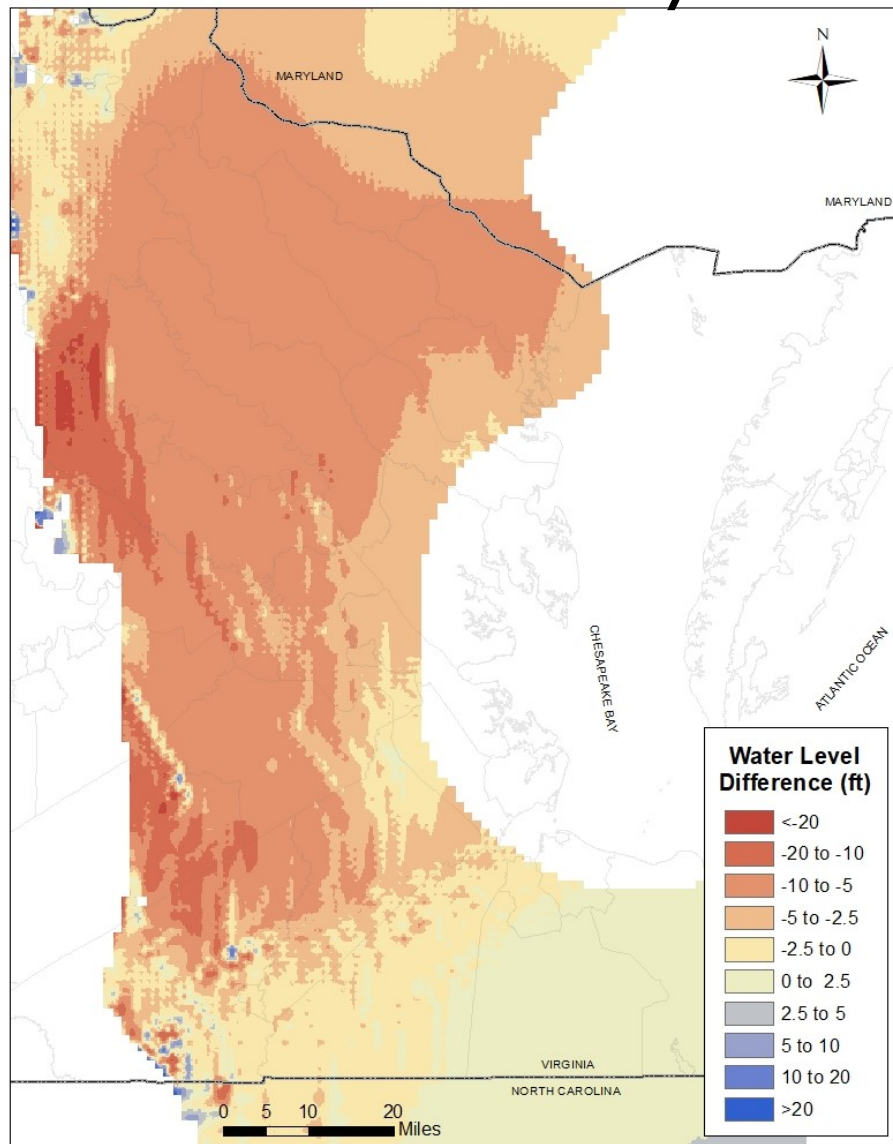 N
MARYLAND
MARYLAND
CHESAPEAKE BAY
ATLANTIC OCEAN
Water Level
Difference (ft)
<-20
-20 to -10
-10 to -5
-5 to -2.5
-2.5 to 0
0 to 2.5
2.5 to 5
5 to 10
10 to 20
>20
VIRGINIA
NORTH CAROLINA
0 5 10 20
Miles